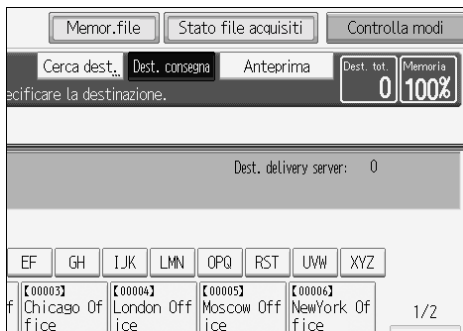 Memor.file Stato file acquisiti Controlla modi
Cerca dest. Dest. consegna Anteprima Dest. tot. Memoria
ecificare la destinazione. 0 100%
Dest. delivery server: 0
EF GH IJK LMN OPQ RST UVW XYZ
【00003】 【00004】 【00005】 【00006】
f Chicago Of London Off Moscow Off NewYork Of
fice ice ice fice
1/2